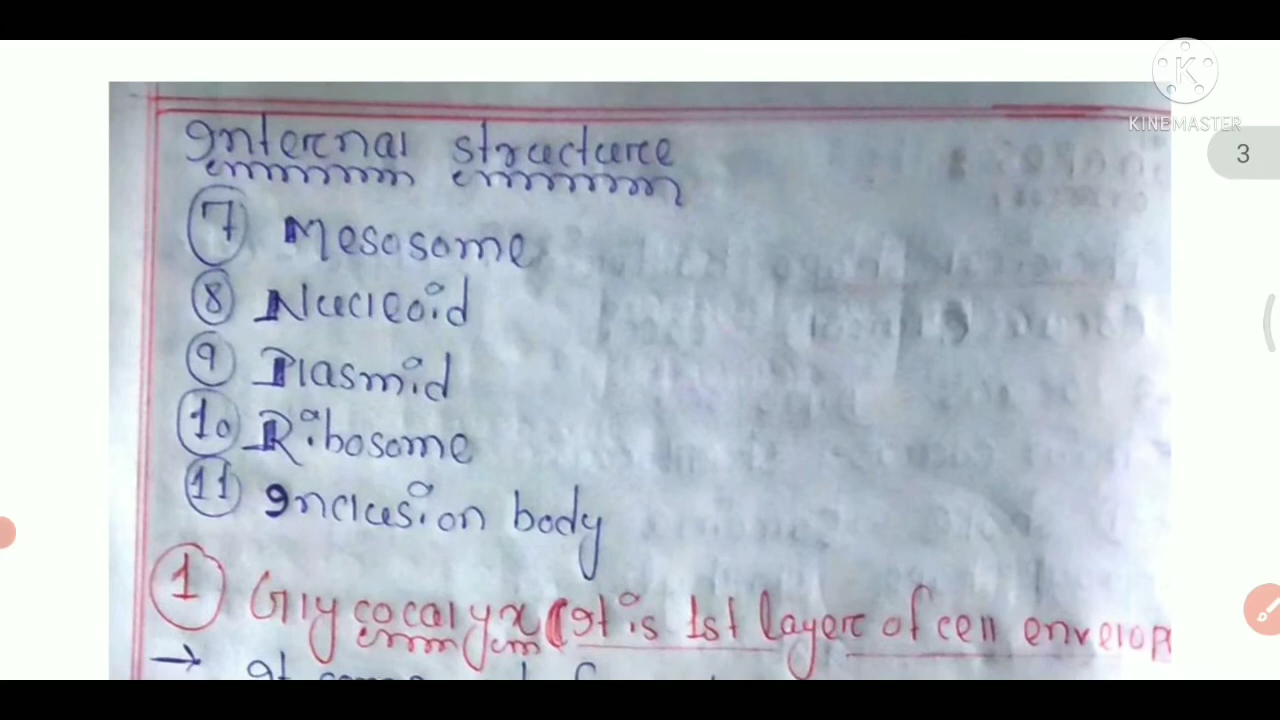 KINEMASTER
3
Internal structure
7 Mesosome
8 Nucleoid
9 Plasmid
10 Ribosome
11 Inclusion body
1 Glycocalyx (It is 1st layer of cell envelop
→ It